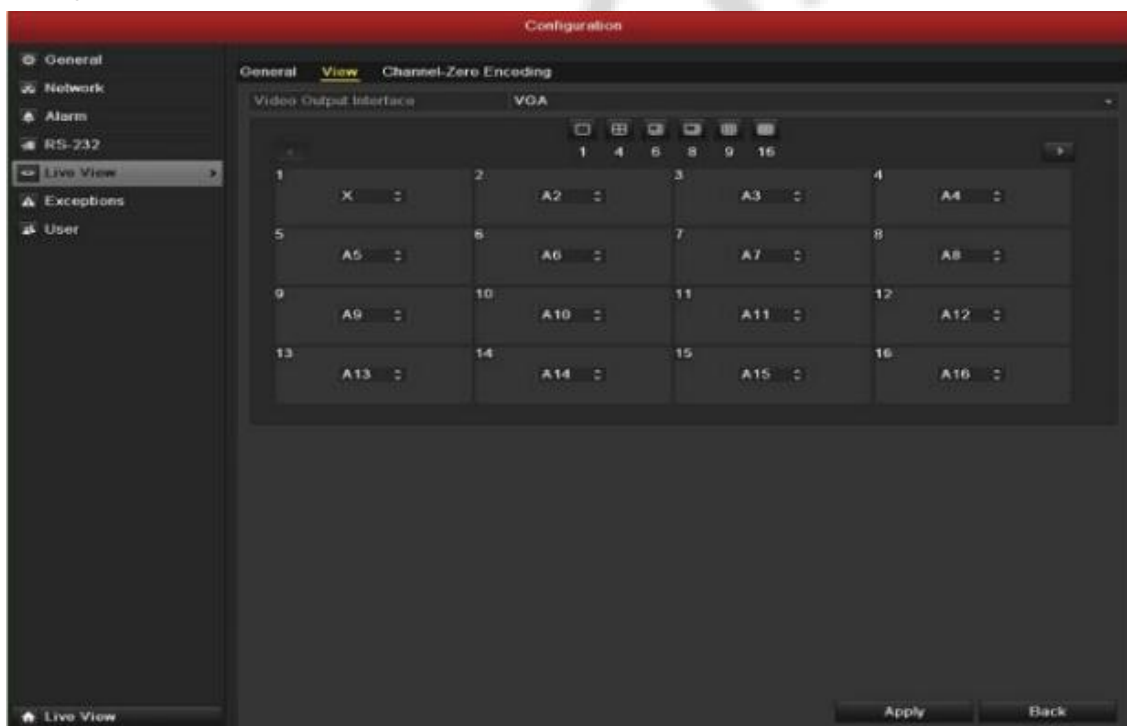 Configuration
General
Network
Alarm
RS-232
Live View
Exceptions
User
General View Channel-Zero Encoding
Video Output Interface VGA
1 4 6 8 9 16
1 2 3 4
X A2 A3 A4
5 6 7 8
A5 A6 A7 A8
9 10 11 12
A9 A10 A11 A12
13 14 15 16
A13 A14 A15 A16
Live View
Apply Back